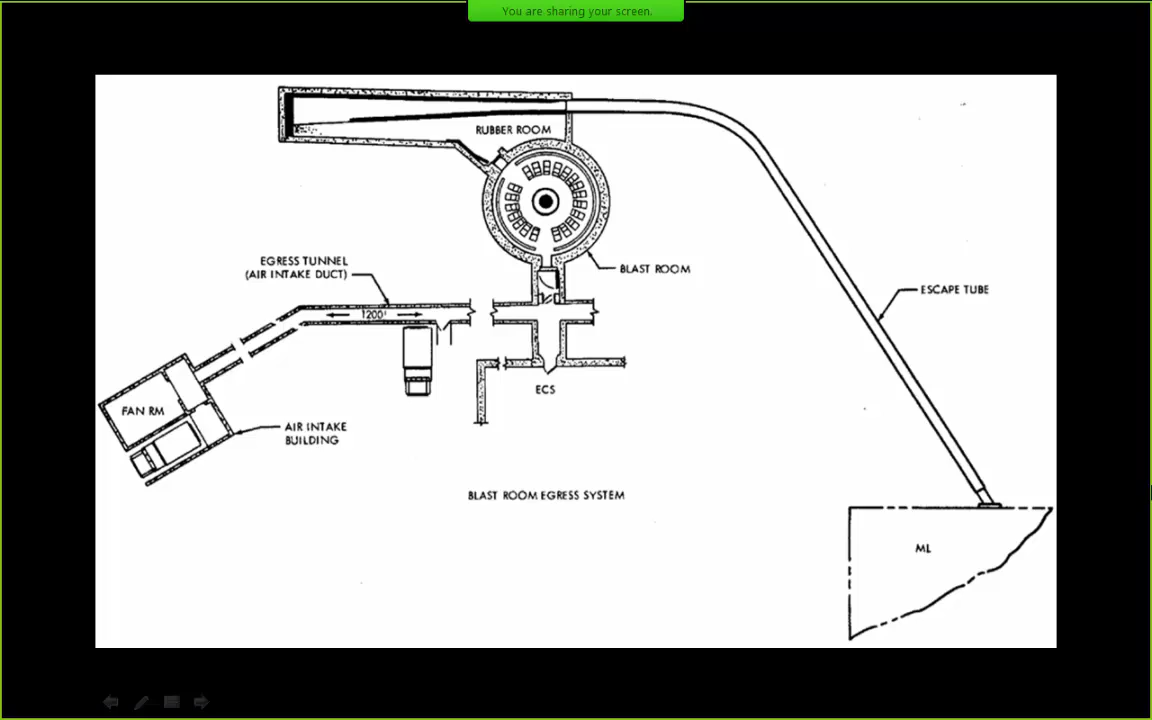 You are sharing your screen.
RUBBER ROOM
EGRESS TUNNEL
(AIR INTAKE DUCT)
BLAST ROOM
ESCAPE TUBE
1200'
FAN RM
ECS
AIR INTAKE
BUILDING
BLAST ROOM EGRESS SYSTEM
ML